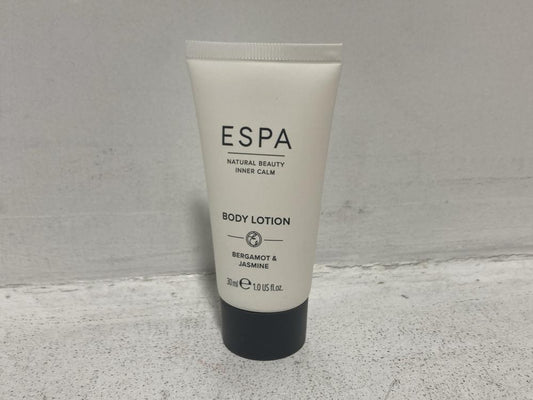 ESPA
NATURAL BEAUTY
INNER CALM
BODY LOTION
BERGAMOT &
JASMINE
30ml ℮ 1.0 US fl.oz.